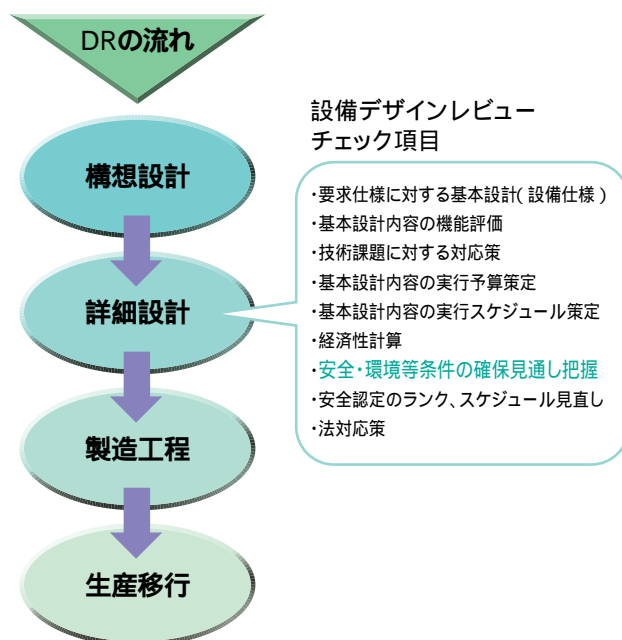 DRの流れ
構想設計
詳細設計
製造工程
生産移行
設備デザインレビュー
チェック項目
・要求仕様に対する基本設計( 設備仕様 )
・基本設計内容の機能評価
・技術課題に対する対応策
・基本設計内容の実行予算策定
・基本設計内容の実行スケジュール策定
・経済性計算
・安全・環境等条件の確保見通し把握
・安全認定のランク、スケジュール見直し
・法対応策